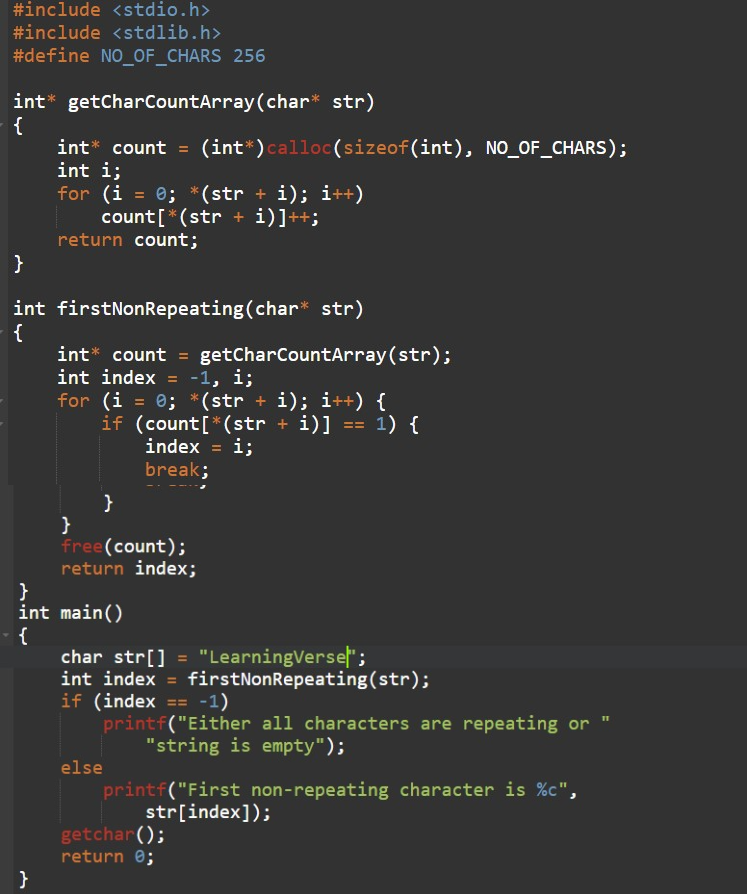 #include <stdio.h>
#include <stdlib.h>
#define NO_OF_CHARS 256

int* getCharCountArray(char* str)
{
    int* count = (int*)calloc(sizeof(int), NO_OF_CHARS);
    int i;
    for (i = 0; *(str + i); i++)
        count[*(str + i)]++;
    return count;
}

int firstNonRepeating(char* str)
{
    int* count = getCharCountArray(str);
    int index = -1, i;
    for (i = 0; *(str + i); i++) {
        if (count[*(str + i)] == 1) {
            index = i;
            break;
        }
    }
    free(count);
    return index;
}
int main()
{
    char str[] = "LearningVerse";
    int index = firstNonRepeating(str);
    if (index == -1)
        printf("Either all characters are repeating or "
            "string is empty");
    else
        printf("First non-repeating character is %c",
            str[index]);
    getchar();
    return 0;
}